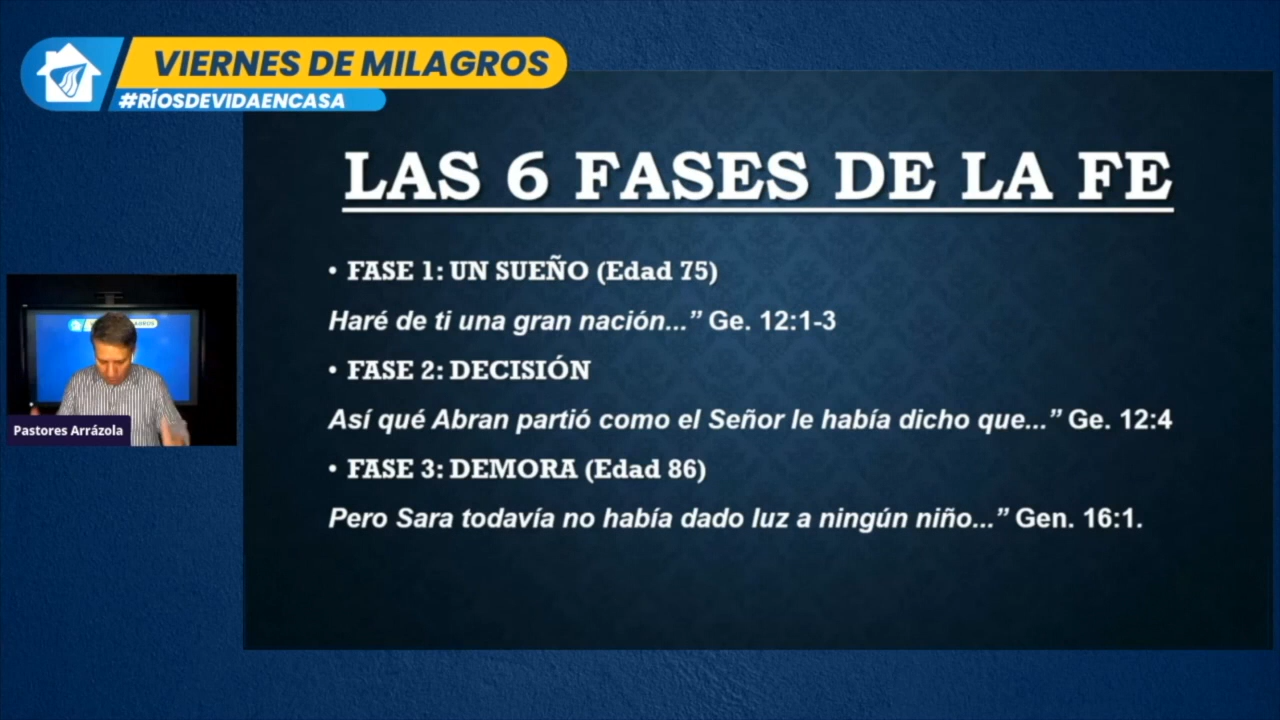 VIERNES DE MILAGROS
#RÍOSDEVIDAENCASA
LAS 6 FASES DE LA FE
• FASE 1: UN SUEÑO (Edad 75)
Haré de ti una gran nación...” Ge. 12:1-3
• FASE 2: DECISIÓN
Así qué Abran partió como el Señor le había dicho que...” Ge. 12:4
• FASE 3: DEMORA (Edad 86)
Pero Sara todavía no había dado luz a ningún niño...” Gen. 16:1.
Pastores Arrázola